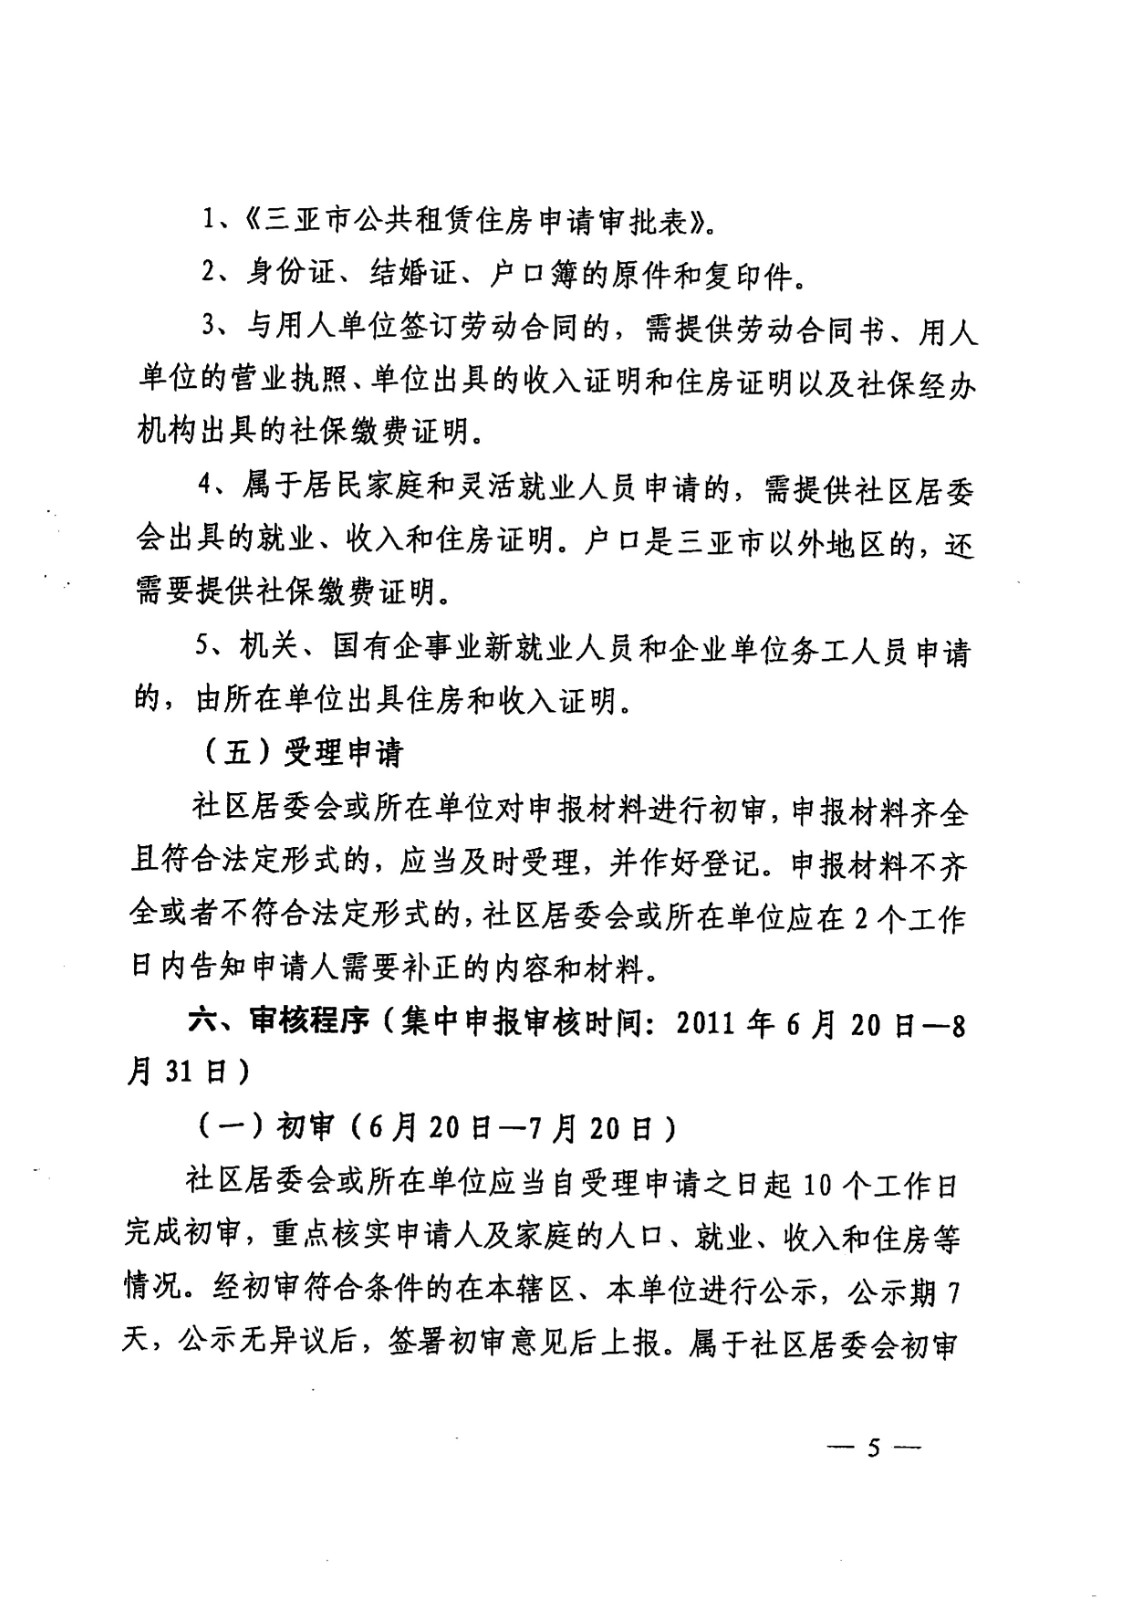 1、《三亚市公共租赁住房申请审批表》。
2、身份证、结婚证、户口簿的原件和复印件。
3、与用人单位签订劳动合同的，需提供劳动合同书、用人
单位的营业执照、单位出具的收入证明和住房证明以及社保经办
机构出具的社保缴费证明。
4、属于居民家庭和灵活就业人员申请的，需提供社区居委
会出具的就业、收入和住房证明。户口是三亚市以外地区的，还
需要提供社保缴费证明。
5、机关、国有企事业新就业人员和企业单位务工人员申请
的，由所在单位出具住房和收入证明。
（五）受理申请
社区居委会或所在单位对申报材料进行初审，申报材料齐全
且符合法定形式的，应当及时受理，并作好登记。申报材料不齐
全或者不符合法定形式的，社区居委会或所在单位应在 2 个工作
日内告知申请人需要补正的内容和材料。
六、审核程序（集中申报审核时间：2011 年 6 月 20 日—8
月 31 日）
（一）初审（6 月 20 日—7 月 20 日）
社区居委会或所在单位应当自受理申请之日起 10 个工作日
完成初审，重点核实申请人及家庭的人口、就业、收入和住房等
情况。经初审符合条件的在本辖区、本单位进行公示，公示期 7
天，公示无异议后，签署初审意见后上报。属于社区居委会初审
— 5 —